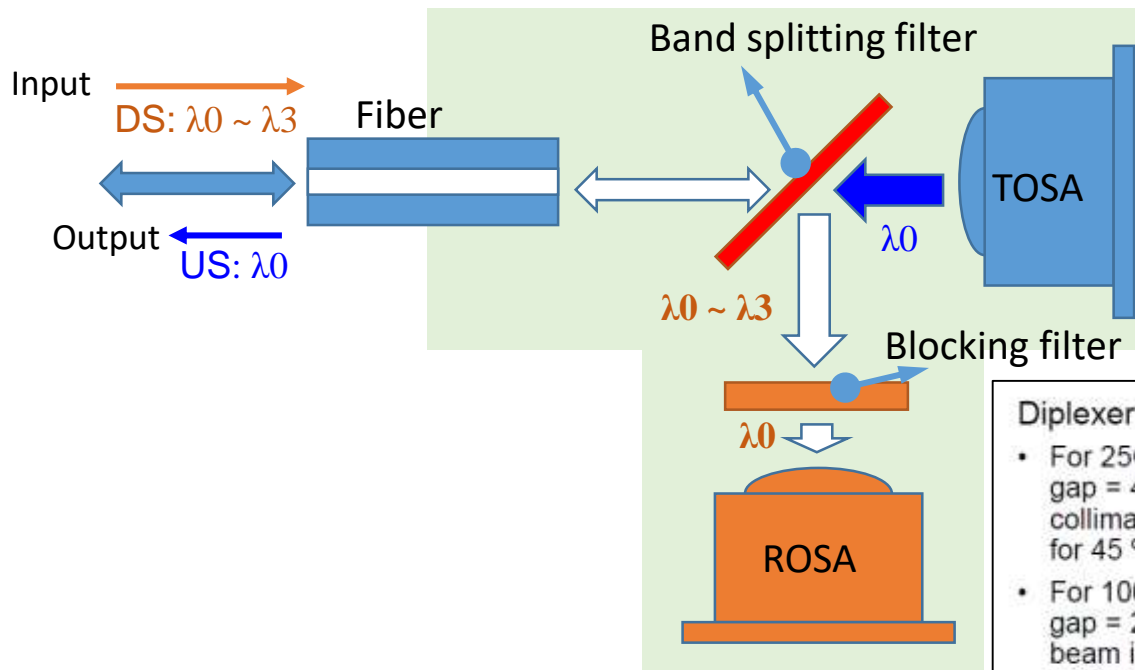 Band splitting filter
Input
DS: λ0 ~ λ3
Fiber
TOSA
Output
US: λ0
λ0
λ0 ~ λ3
Blocking filter
λ0
ROSA
Diplexer
• For 25
gap =
collima
for 45
• For 10
gap = 2
beam i